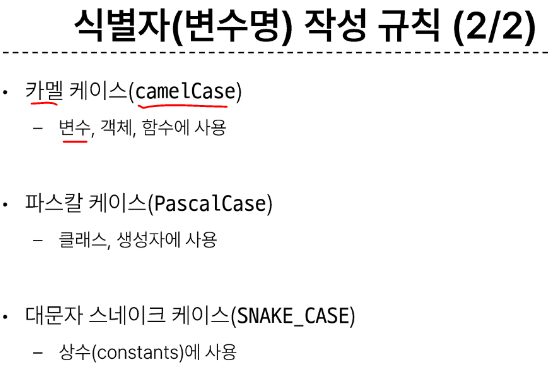 식별자(변수명) 작성 규칙 (2/2)
• 카멜 케이스(camelCase)
– 변수, 객체, 함수에 사용
• 파스칼 케이스(PascalCase)
– 클래스, 생성자에 사용
• 대문자 스네이크 케이스(SNAKE_CASE)
– 상수(constants)에 사용